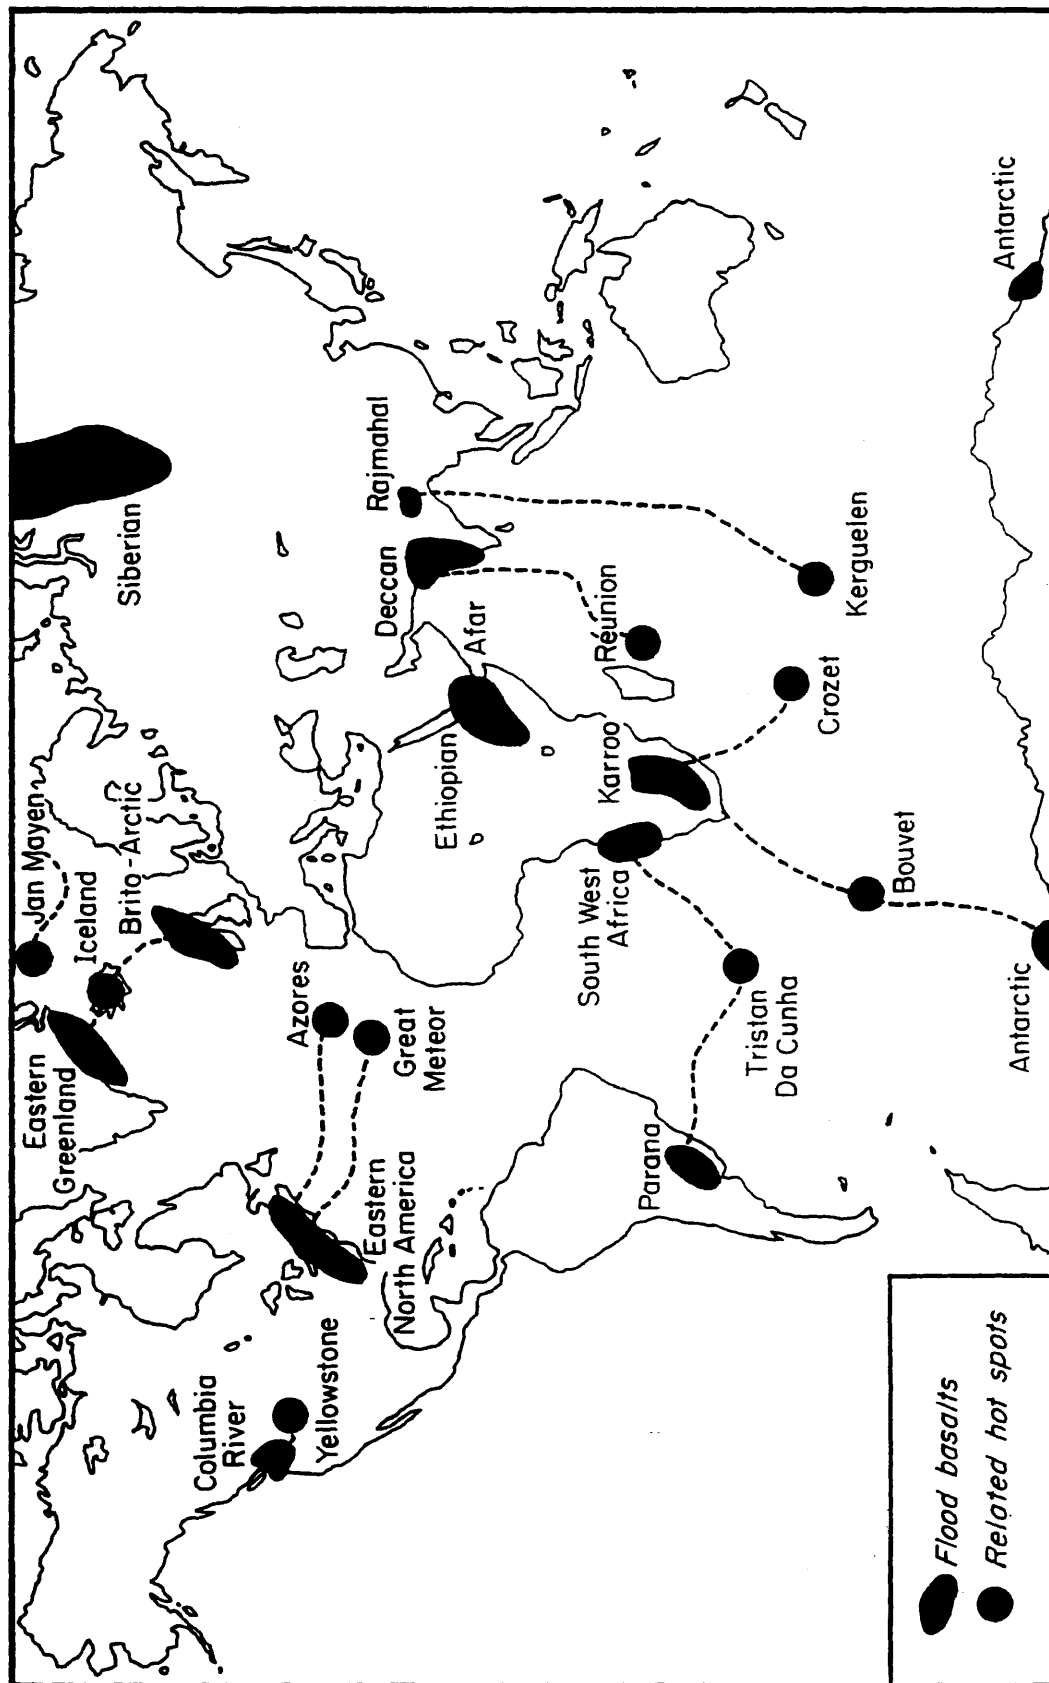 Siberian
Jan Mayen
Iceland
Brito-Arctic
Eastern
Greenland
Columbia
River
Yellowstone
Azores
Great
Meteor
Eastern
North America
Deccan
Rajmahal
Afar
Ethiopian
Réunion
Karroo
South West
Africa
Kerguelen
Crozet
Parana
Tristan
Da Cunha
Bouvet
Antarctic
Antarctic
Flood basalts
Related hot spots